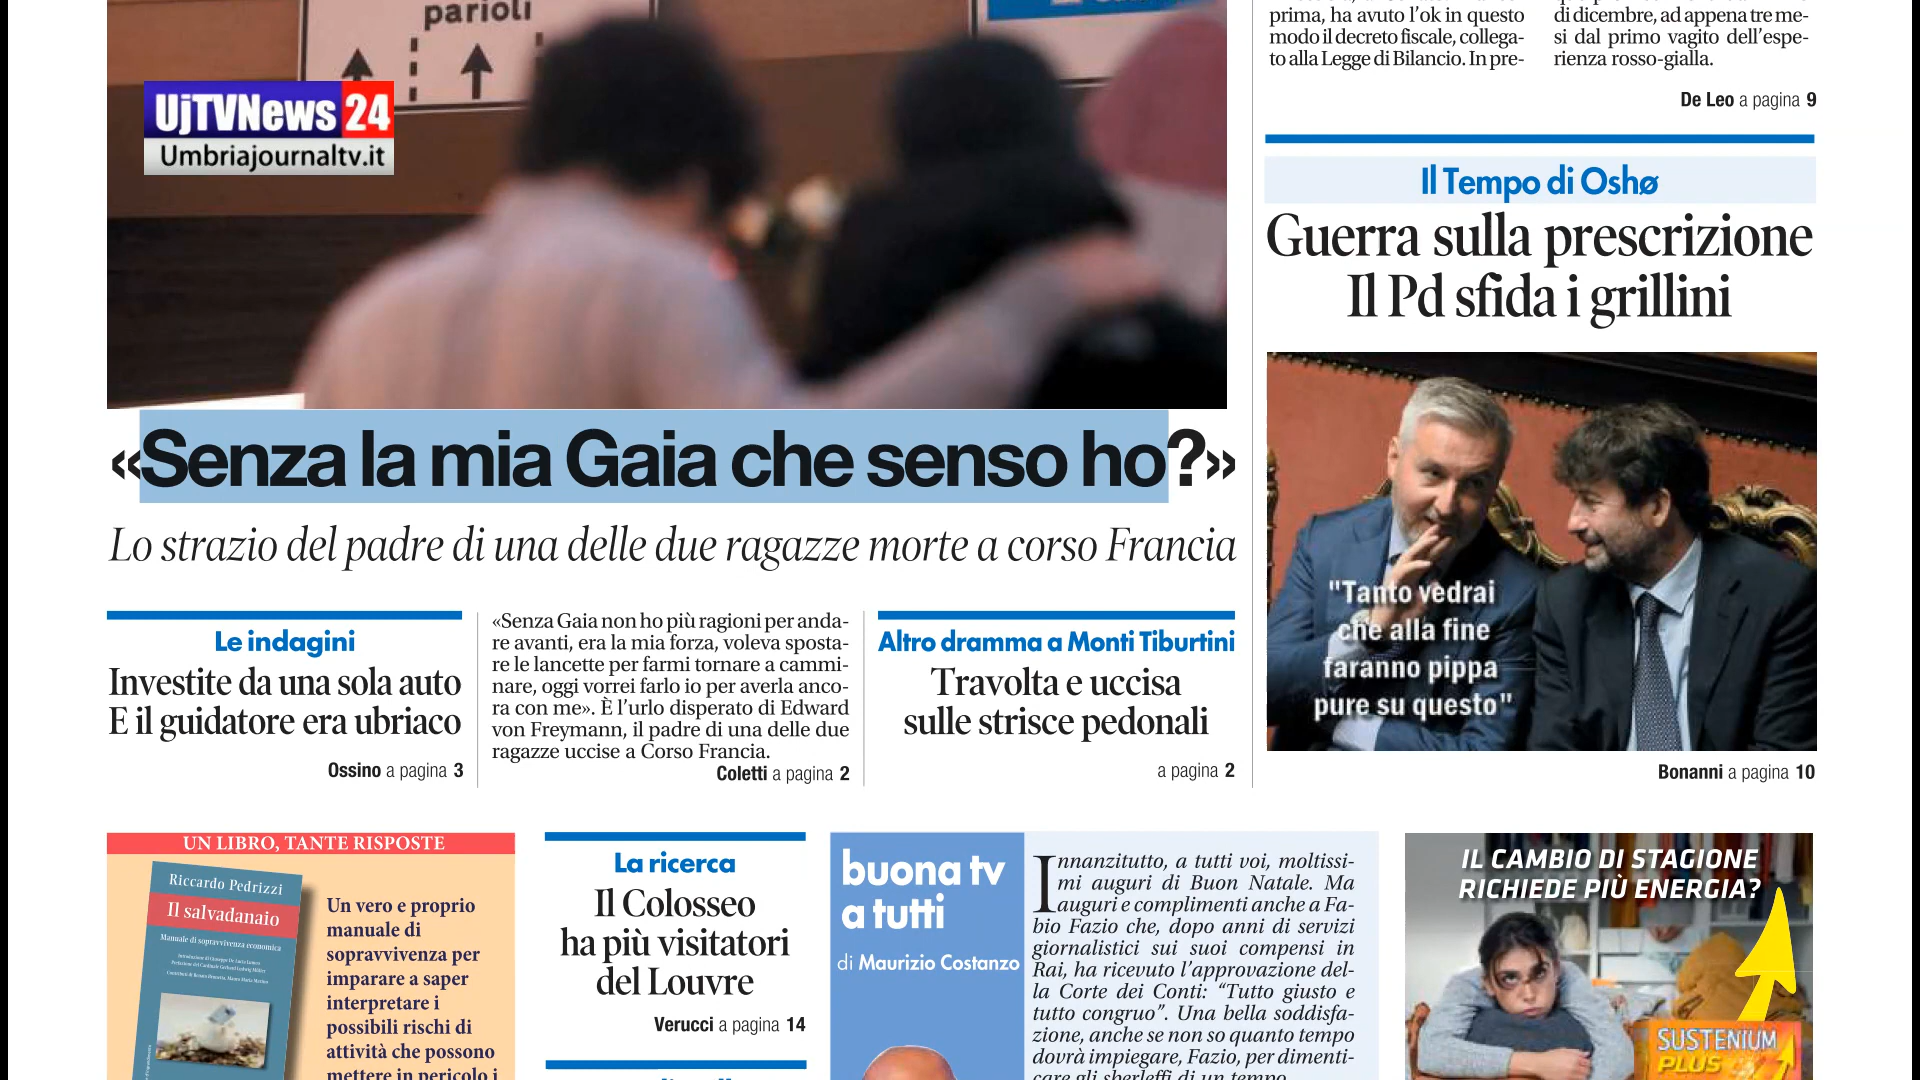 parioli
UjTVNews 24
Umbriajournaltv.it
«Senza la mia Gaia che senso ho?»
Lo strazio del padre di una delle due ragazze morte a corso Francia
Le indagini
Investite da una sola auto
E il guidatore era ubriaco
Ossino a pagina 3
«Senza Gaia non ho più ragioni per anda-
re avanti, era la mia forza, voleva sposta-
re le lancette per farmi tornare a cammi-
nare, oggi vorrei farlo io per averla anco-
ra con me». È l'urlo disperato di Edward
von Freymann, il padre di una delle due
ragazze uccise a Corso Francia.
Coletti a pagina 2
Altro dramma a Monti Tiburtini
Travolta e uccisa
sulle strisce pedonali
a pagina 2
prima, ha avuto l'ok in questo
modo il decreto fiscale, collega-
to alla Legge di Bilancio. In pre-
di dicembre, ad appena tre me-
si dal primo vagito dell'espe-
rienza rosso-gialla.
De Leo a pagina 9
Il Tempo di Oshø
Guerra sulla prescrizione
Il Pd sfida i grillini
"Tanto vedrai
che alla fine
faranno pippa
pure su questo"
Bonanni a pagina 10
UN LIBRO, TANTE RISPOSTE
Riccardo Pedrizzi
Il salvadanaio
Manuale di sopravvivenza economica
Un vero e proprio
manuale di
sopravvivenza per
imparare a saper
interpretare i
possibili rischi di
attività che possono
mettere in pericolo i
La ricerca
Il Colosseo
ha più visitatori
del Louvre
Verucci a pagina 14
buona tv
a tutti
di Maurizio Costanzo
Innanzitutto, a tutti voi, moltissi-
mi auguri di Buon Natale. Ma
auguri e complimenti anche a Fa-
bio Fazio che, dopo anni di servizi
giornalistici sui suoi compensi in
Rai, ha ricevuto l'approvazione del-
la Corte dei Conti: "Tutto giusto e
tutto congruo". Una bella soddisfa-
zione, anche se non so quanto tempo
dovrà impiegare, Fazio, per dimenti-
care gli sberleffi di un tempo
IL CAMBIO DI STAGIONE
RICHIEDE PIÙ ENERGIA?
SUSTENIUM
PLUS